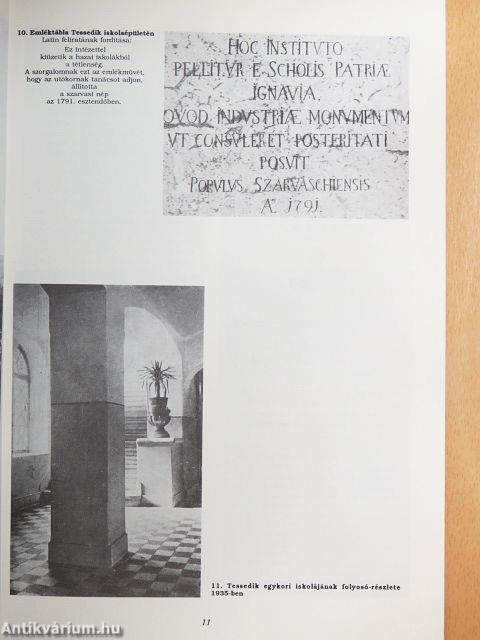 10. Emléktábla Tessedik iskolaépületén
Latin feliratának fordítása:
Ez intézettel
kiűzetik a hazai iskolákból
a tétlenség.
A szorgalomnak ezt az emlékművét,
hogy az utókornak tanácsot adjon,
állította
a szarvasi nép
az 1791. esztendőben.
HOC INSTITVTO
PELLITVR E SCHOLIS PATRIÆ
IGNAVIA.
QVOD INDVSTRIÆ MONVMENTVM
VT CONSVLERET POSTERITATI
POSVIT
POPVLVS SZARVASCHIENSIS
A. 1791.
11. Tessedik egykori iskolájának folyosó-részlete
1935-ben
11
Antikvárium.hu